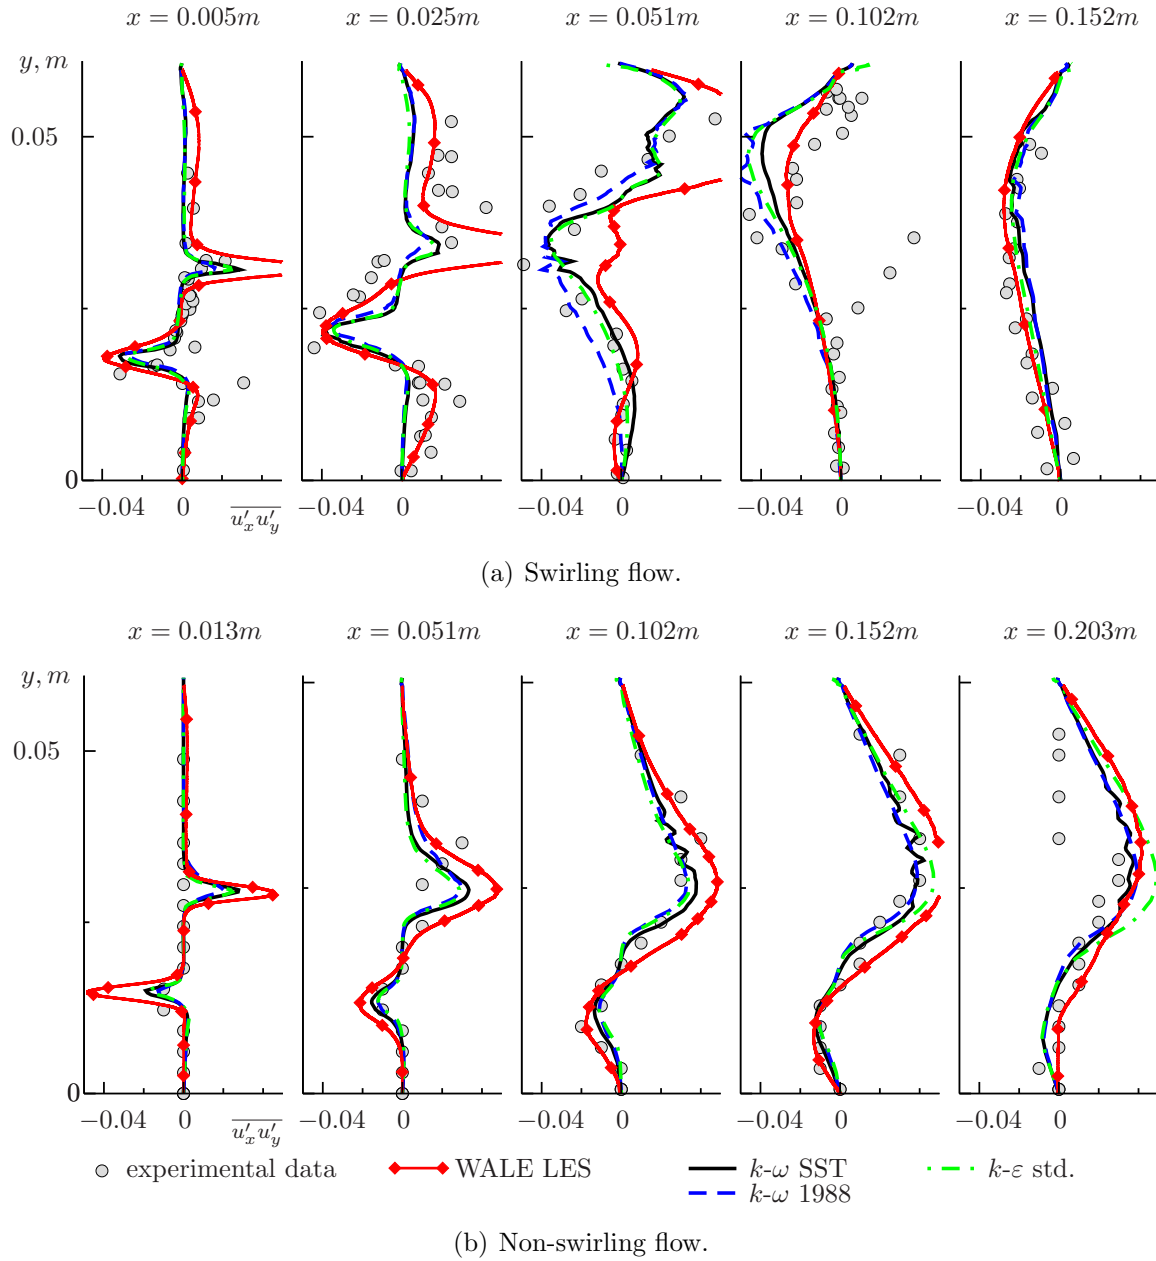 x = 0.005m x = 0.025m x = 0.051m x = 0.102m x = 0.152m
y, m
0.05
0
−0.04 0 u′ₓu′ᵧ −0.04 0 −0.04 0 −0.04 0 −0.04 0
(a) Swirling flow.
x = 0.013m x = 0.051m x = 0.102m x = 0.152m x = 0.203m
y, m
0.05
0
−0.04 0 u′ₓu′ᵧ −0.04 0 −0.04 0 −0.04 0 −0.04 0
experimental data WALE LES k-ω SST k-ε std.
k-ω 1988
(b) Non-swirling flow.